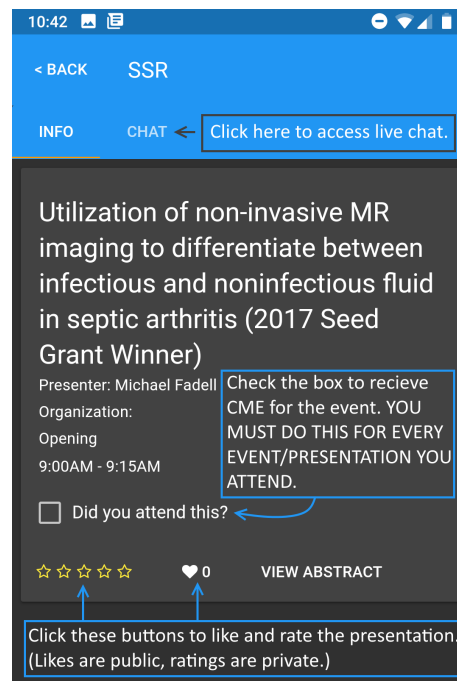 10:42
< BACK SSR
INFO CHAT Click here to access live chat.
Utilization of non-invasive MR
imaging to differentiate between
infectious and noninfectious fluid
in septic arthritis (2017 Seed
Grant Winner)
Presenter: Michael Fadell
Organization:
Opening
9:00AM - 9:15AM
Check the box to recieve
CME for the event. YOU
MUST DO THIS FOR EVERY
EVENT/PRESENTATION YOU
ATTEND.
Did you attend this?
0 VIEW ABSTRACT
Click these buttons to like and rate the presentation.
(Likes are public, ratings are private.)